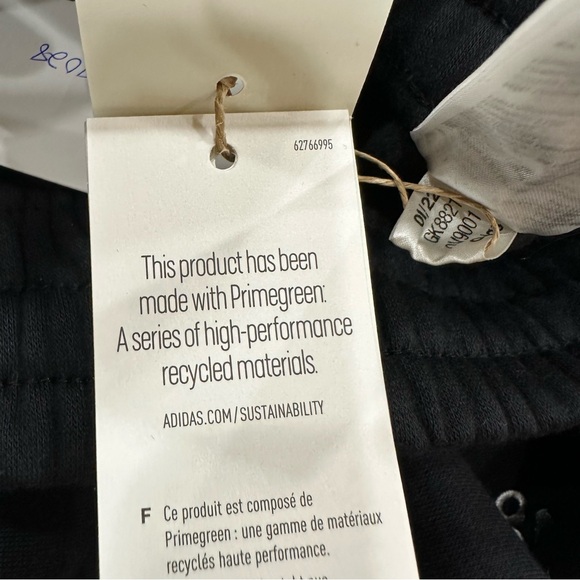 62766995
This product has been
made with Primegreen:
A series of high-performance
recycled materials.
ADIDAS.COM/SUSTAINABILITY
F Ce produit est composé de
Primegreen : une gamme de matériaux
recyclés haute performance.
GK8821